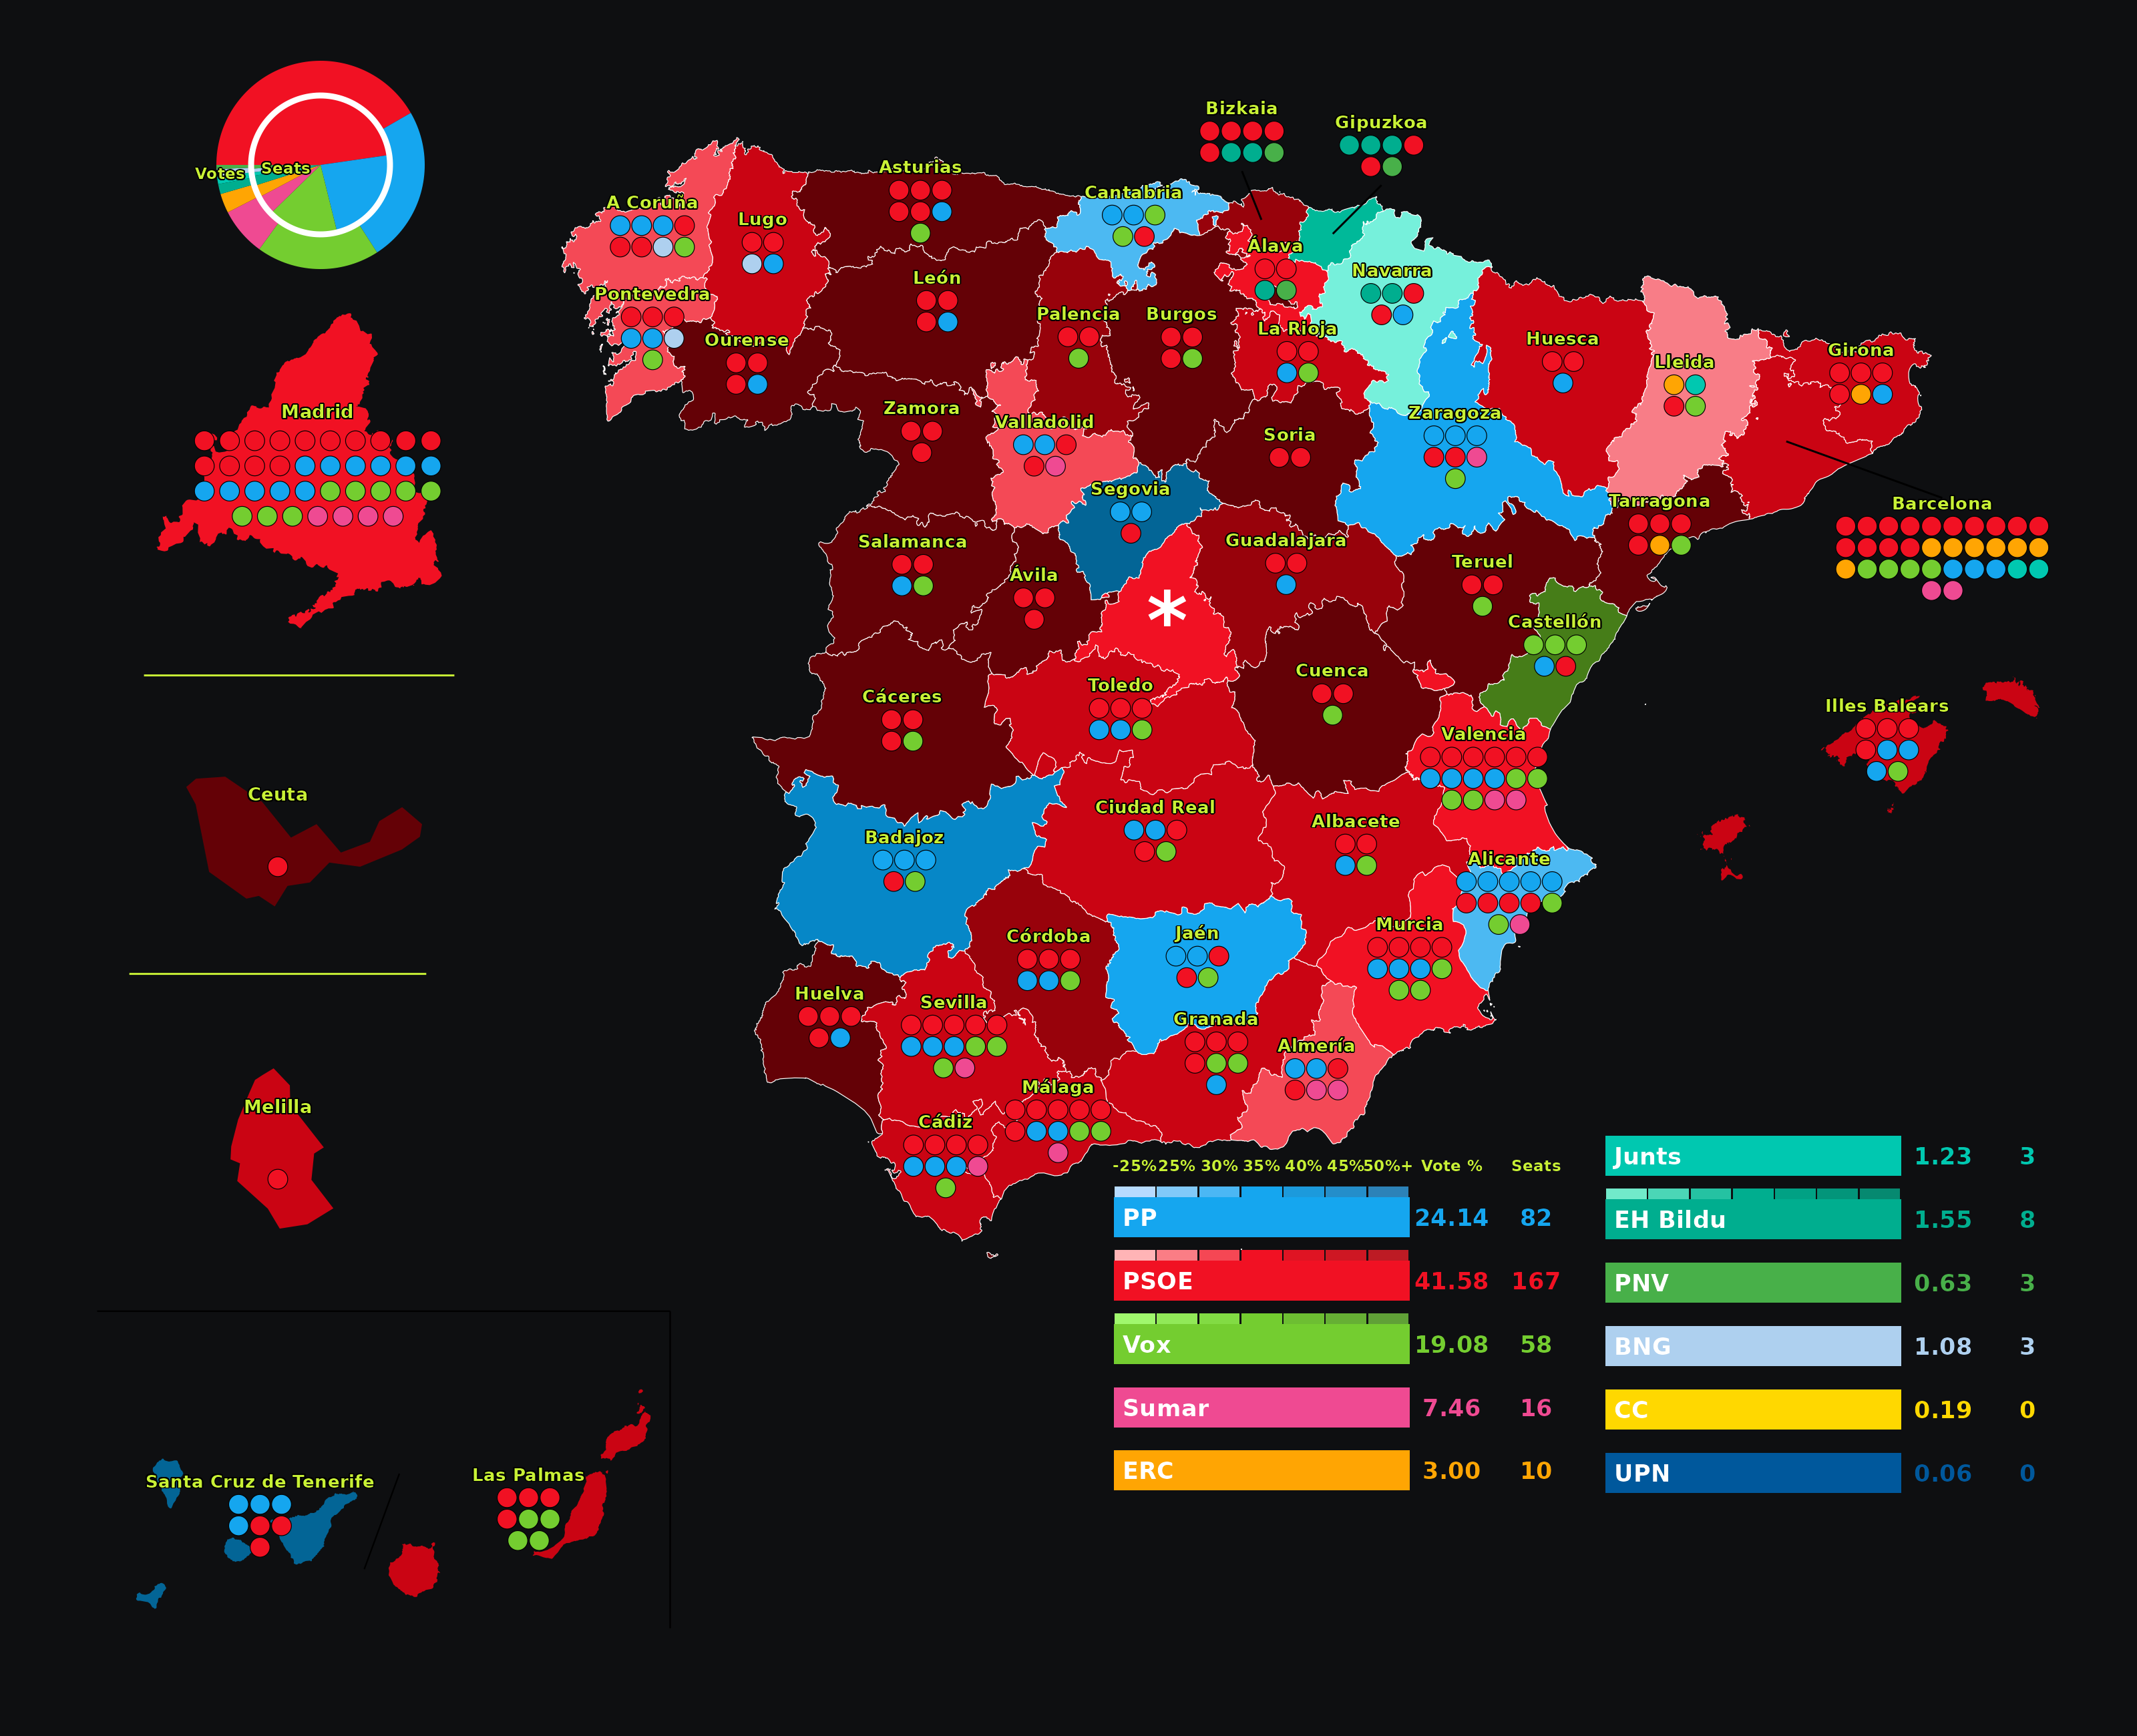 Bizkaia
Gipuzkoa
Votes
Seats
Asturias
Cantabria
A Coruña
Lugo
Álava
Navarra
León
Pontevedra
Palencia
Burgos
La Rioja
Ourense
Huesca
Girona
Lleida
Madrid
Zamora
Valladolid
Zaragoza
Soria
Segovia
Tarragona
Barcelona
Salamanca
Guadalajara
Ávila
Teruel
*
Castellón
Cuenca
Toledo
Cáceres
Illes Balears
Valencia
Ceuta
Ciudad Real
Albacete
Badajoz
Alicante
Murcia
Córdoba
Jaén
Huelva
Sevilla
Granada
Almería
Málaga
Melilla
Cádiz
-25% 25% 30% 35% 40% 45% 50%+ Vote % Seats
PP 24.14 82
PSOE 41.58 167
Vox 19.08 58
Sumar 7.46 16
ERC 3.00 10
Junts 1.23 3
EH Bildu 1.55 8
PNV 0.63 3
BNG 1.08 3
CC 0.19 0
UPN 0.06 0
Santa Cruz de Tenerife
Las Palmas